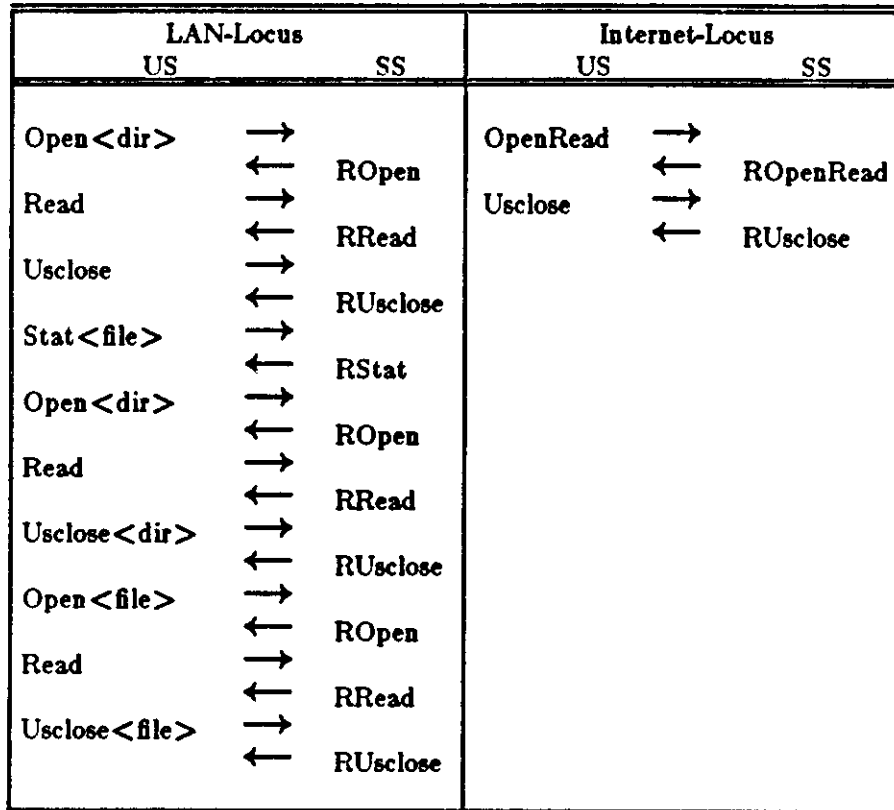 LAN-Locus Internet-Locus
US SS US SS
Open<dir> → OpenRead →
← ROpen ← ROpenRead
Read → Usclose →
← RRead ← RUsclose
Usclose →
← RUsclose
Stat<file> →
← RStat
Open<dir> →
← ROpen
Read →
← RRead
Usclose<dir> →
← RUsclose
Open<file> →
← ROpen
Read →
← RRead
Usclose<file> →
← RUsclose